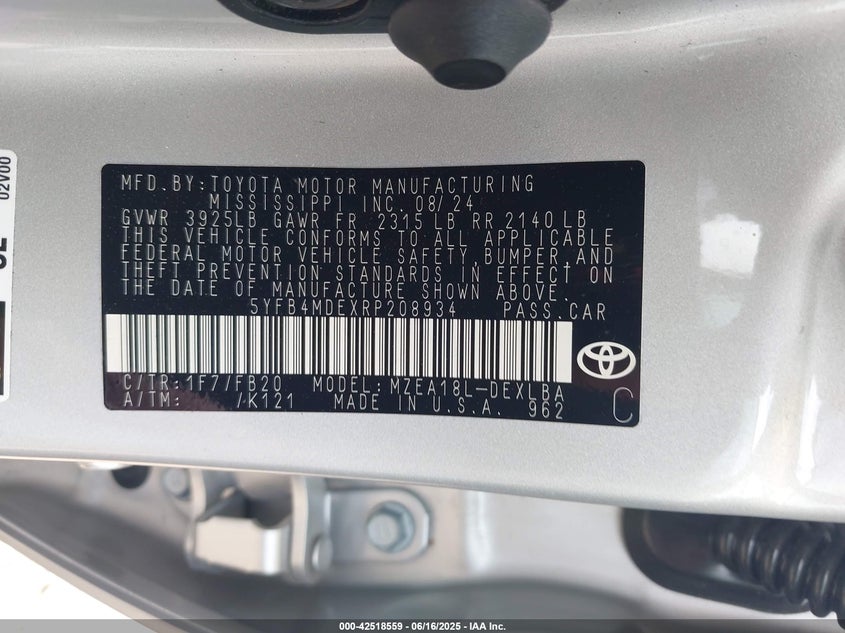 MFD.BY:TOYOTA MOTOR MANUFACTURING
MISSISSIPPI INC. 08/24
GVWR 3925LB GAWR FR 2315 LB RR 2140 LB
THIS VEHICLE CONFORMS TO ALL APPLICABLE
FEDERAL MOTOR VEHICLE SAFETY, BUMPER, AND
THEFT PREVENTION STANDARDS IN EFFECT ON
THE DATE OF MANUFACTURE SHOWN ABOVE.
5YFB4MDEXRP208934 PASS.CAR
C/TR:1F7/FB20 MODEL:MZEA18L-DEXLBA
A/TM: /K121 MADE IN U.S.A. 962
C
02V00
000-42518559 - 06/16/2025 - IAA Inc.